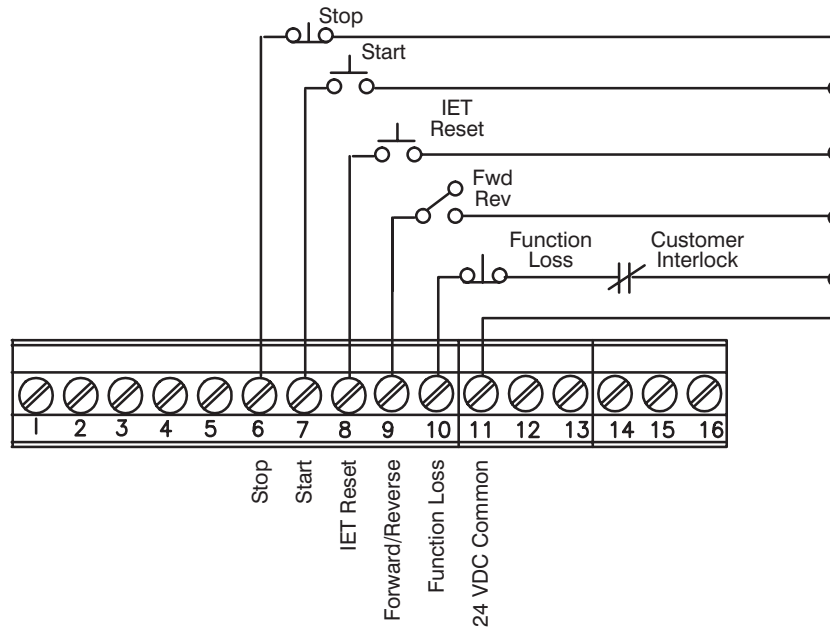 Stop
Start
IET
Reset
Fwd
Rev
Function
Loss
Customer
Interlock
1 2 3 4 5 6 7 8 9 10 11 12 13 14 15 16
Stop
Start
IET Reset
Forward/Reverse
Function Loss
24 VDC Common